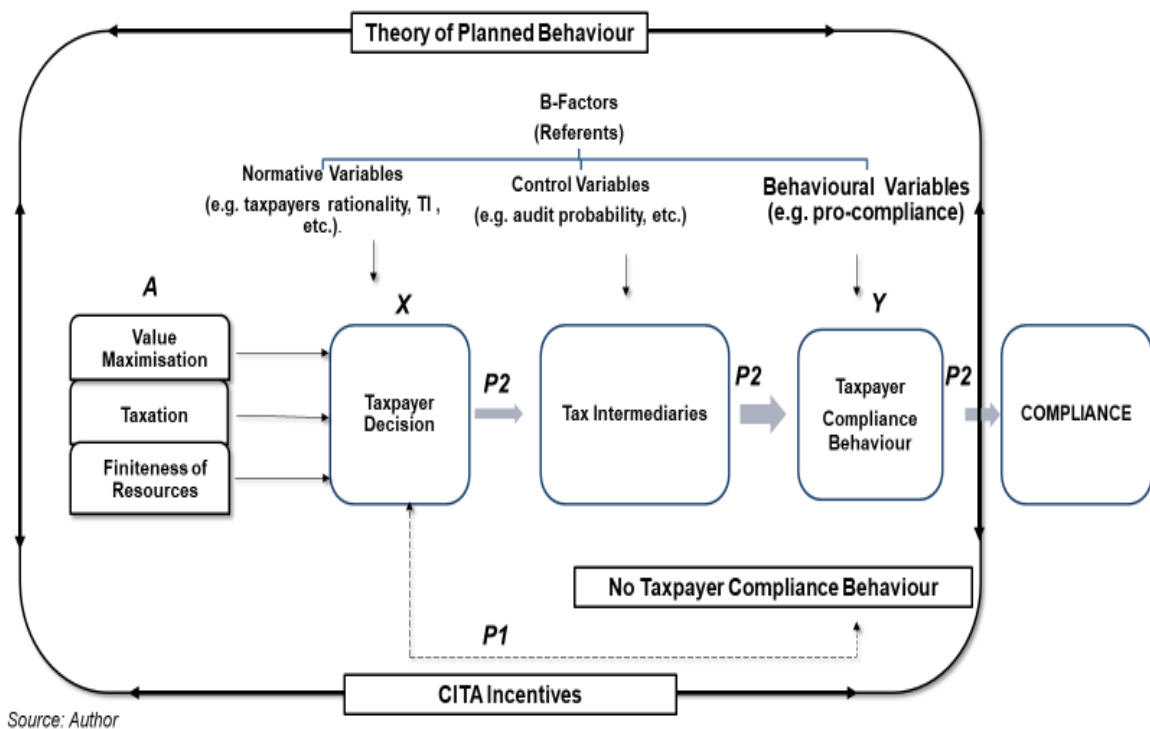 Theory of Planned Behaviour
B-Factors
(Referents)
Normative Variables
(e.g. taxpayers rationality, TI ,
etc.).
Control Variables
(e.g. audit probability, etc.)
Behavioural Variables
(e.g. pro-compliance)
A
X
Y
Value
Maximisation
Taxation
Finiteness of
Resources
Taxpayer
Decision
P2
Tax Intermediaries
P2
Taxpayer
Compliance
Behaviour
P2
COMPLIANCE
No Taxpayer Compliance Behaviour
P1
CITA Incentives
Source: Author